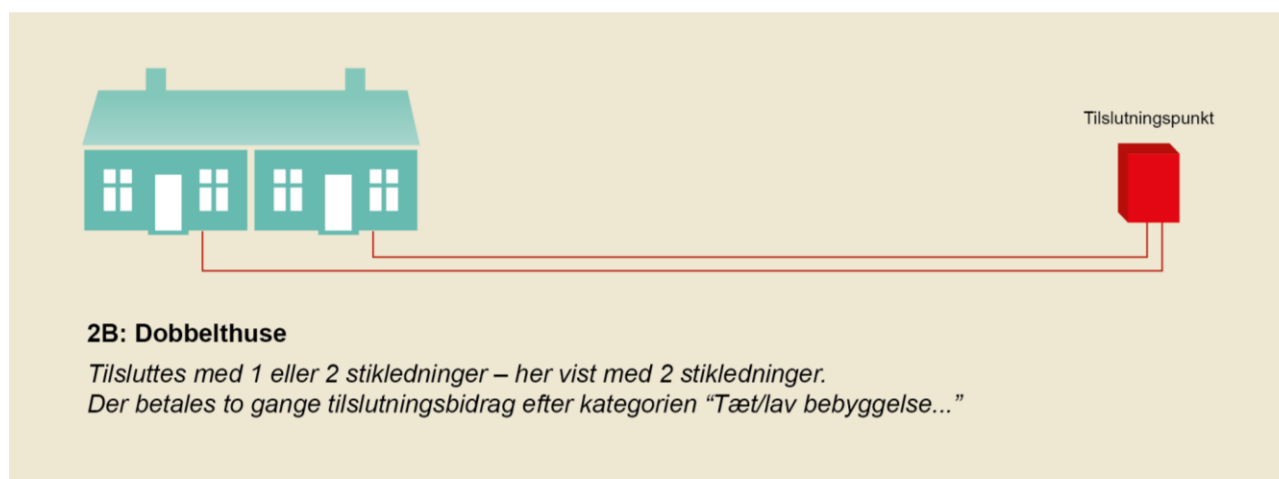 Tilslutningspunkt
2B: Dobbelthuse
Tilsluttes med 1 eller 2 stikledninger – her vist med 2 stikledninger.
Der betales to gange tilslutningsbidrag efter kategorien “Tæt/lav bebyggelse...”